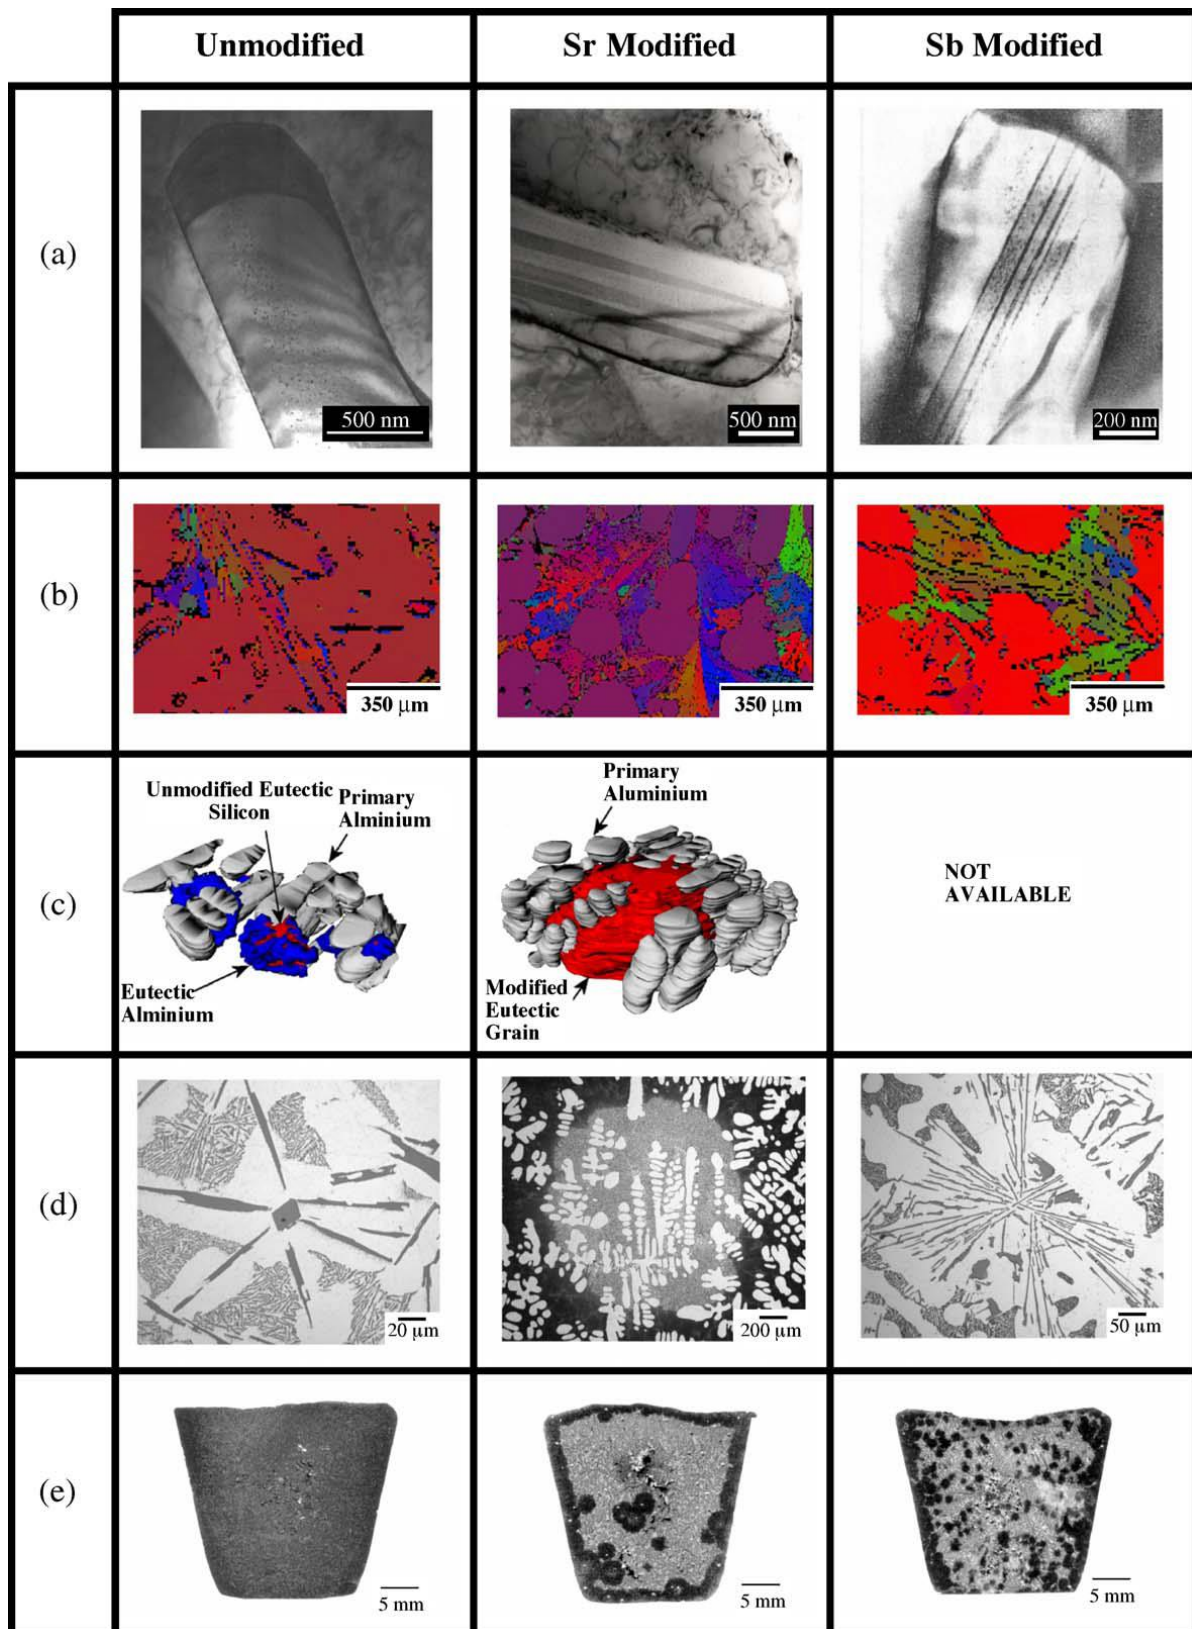 Unmodified
Sr Modified
Sb Modified
(a)
500 nm
500 nm
200 nm
(b)
350 µm
350 µm
350 µm
(c)
Unmodified Eutectic
Silicon
Primary
Alminium
Eutectic
Alminium
Primary
Aluminium
Modified
Eutectic
Grain
NOT
AVAILABLE
(d)
20 µm
200 µm
50 µm
(e)
5 mm
5 mm
5 mm